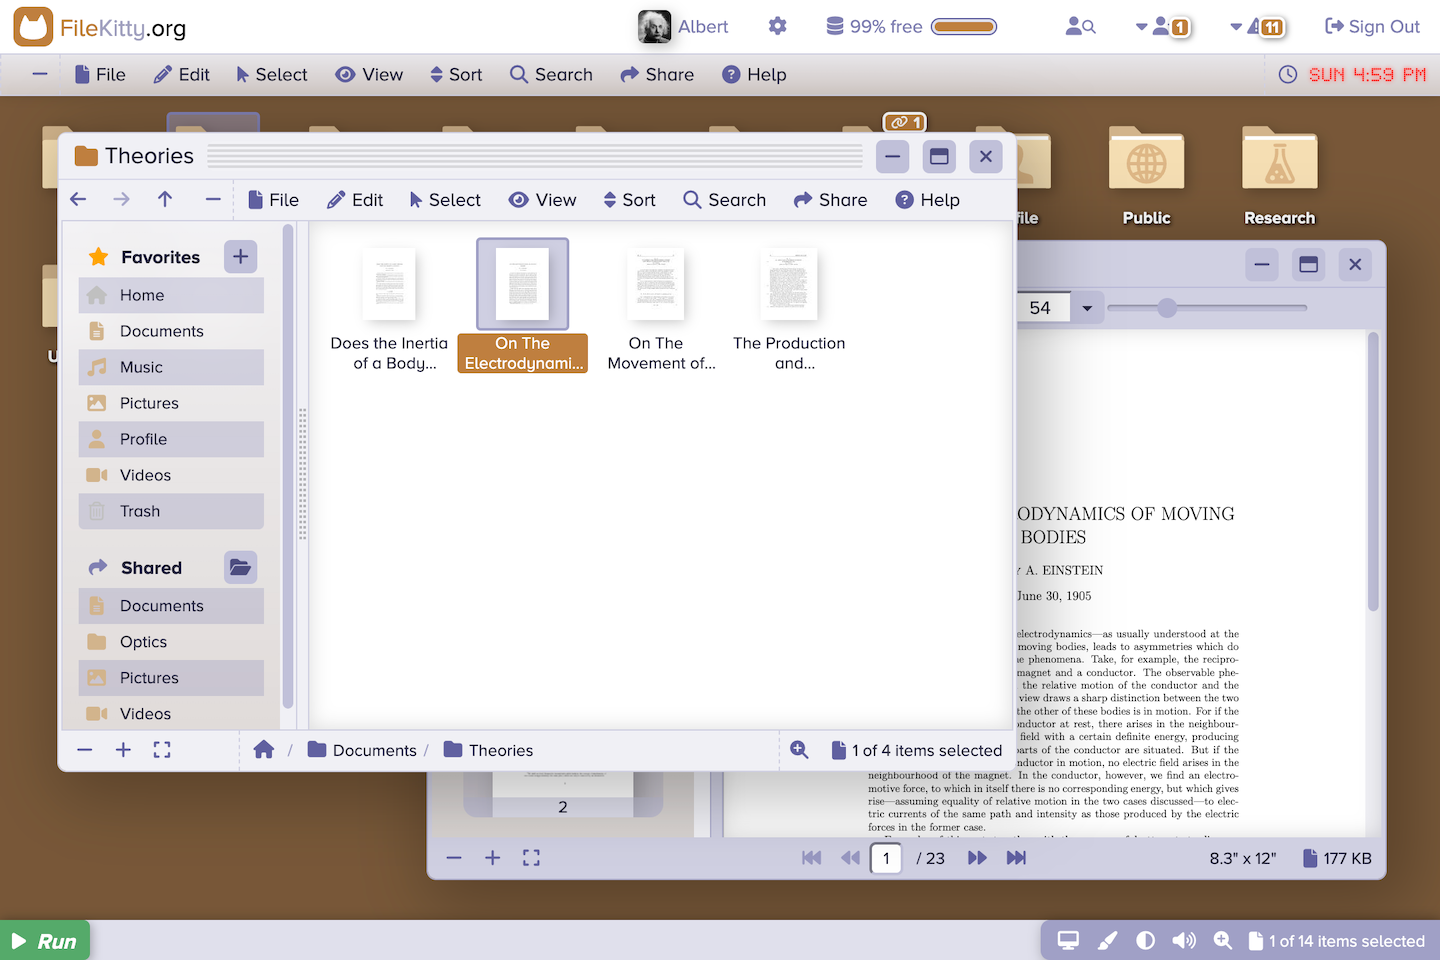 FileKitty.org
Albert
99% free
1
11
Sign Out
File
Edit
Select
View
Sort
Search
Share
Help
SUN 4:59 PM
1
Public
Research
Theories
File
Edit
Select
View
Sort
Search
Share
Help
Favorites
Home
Documents
Music
Pictures
Profile
Videos
Trash
Shared
Documents
Optics
Pictures
Videos
Does the Inertia
of a Body...
On The
Electrodynami...
On The
Movement of...
The Production
and...
/ Documents / Theories
1 of 4 items selected
54
ODYNAMICS OF MOVING
BODIES
A. EINSTEIN
June 30, 1905
electrodynamics—as usually understood at the
moving bodies, leads to asymmetries which do
phenomena. Take, for example, the recipro-
magnet and a conductor. The observable phe-
the relative motion of the conductor and the
view draws a sharp distinction between the two
the other of these bodies is in motion. For if the
onductor at rest, there arises in the neighbour-
field with a certain definite energy, producing
parts of the conductor are situated. But if the
nductor in motion, no electric field arises in the
neighbourhood of the magnet. In the conductor, however, we find an electro-
motive force, to which in itself there is no corresponding energy, but which gives
rise—assuming equality of relative motion in the two cases discussed—to elec-
tric currents of the same path and intensity as those produced by the electric
forces in the former case.
2
1 / 23
8.3" x 12"
177 KB
Run
1 of 14 items selected